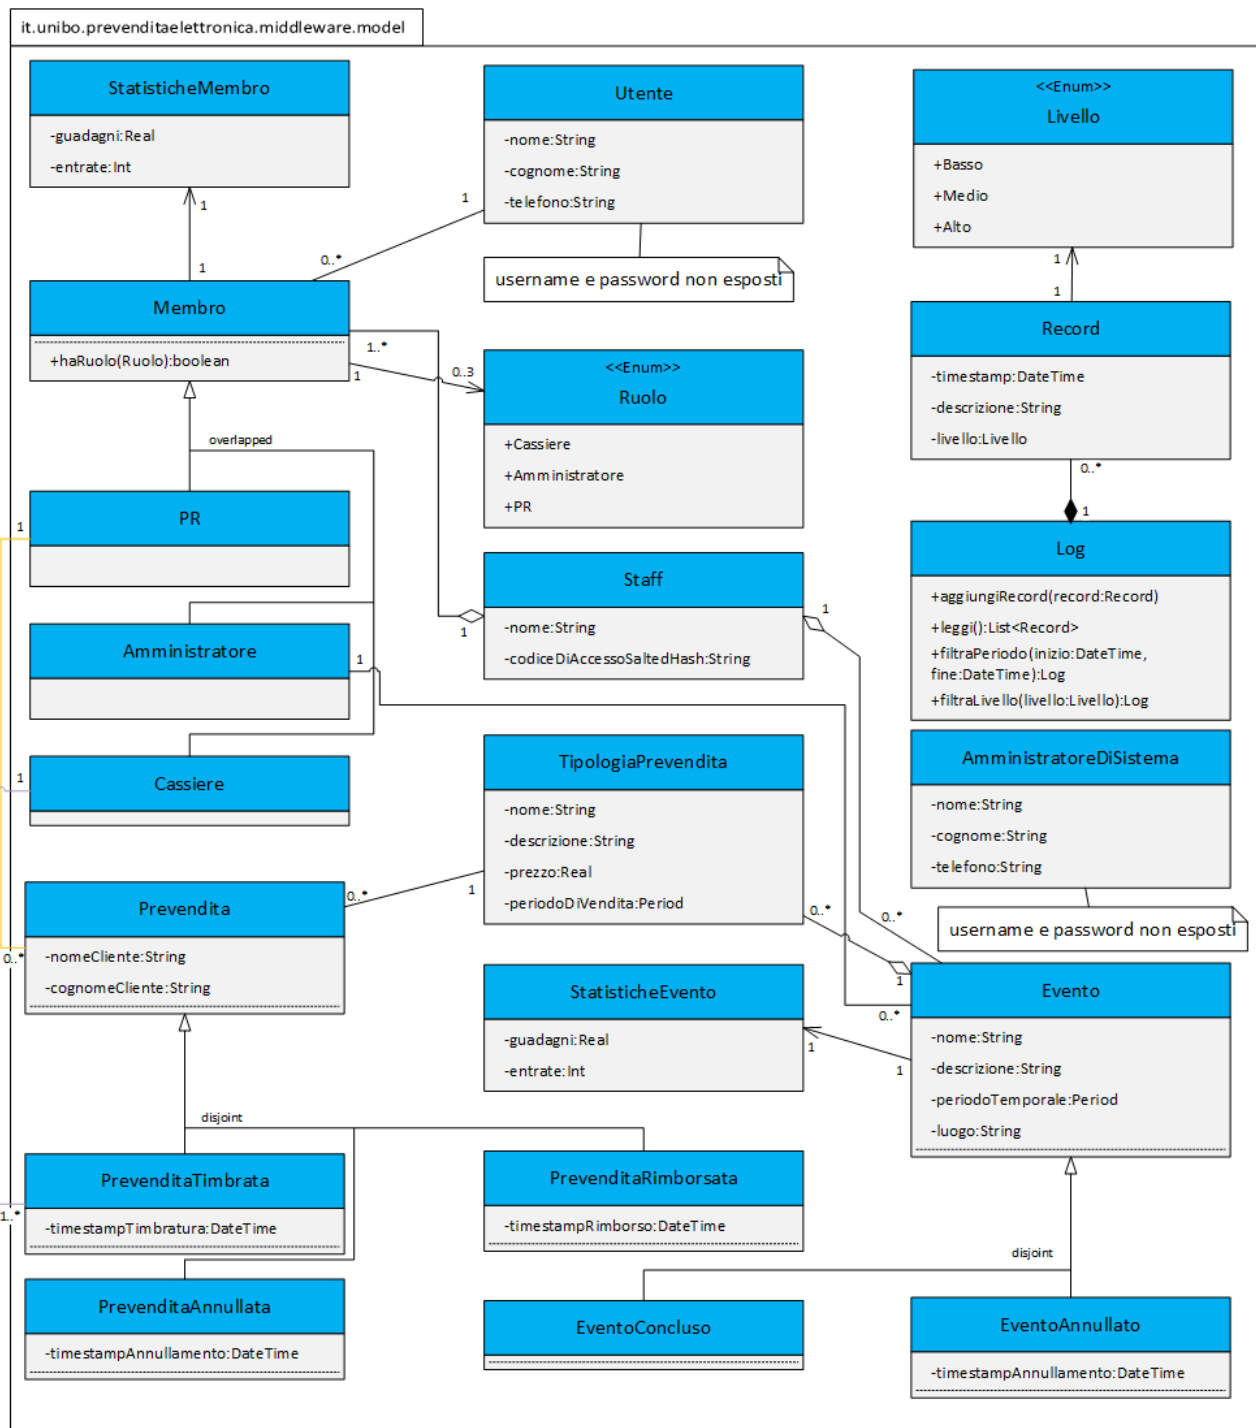 it.unibo.prevenditaelettronica.middleware.model
StatisticheMembro
-guadagni:Real
-entrate:Int
1
1
Utente
-nome:String
-cognome:String
-telefono:String
1
0..*
username e password non esposti
<<Enum>>
Livello
+Basso
+Medio
+Alto
1
1
Membro
+haRuolo(Ruolo):boolean
1..*
1
0..3
<<Enum>>
Ruolo
+Cassiere
+Amministratore
+PR
Record
-timestamp:DateTime
-descrizione:String
-livello:Livello
0..*
1
overlapped
PR
1
Staff
-nome:String
-codiceDiAccessoSaltedHash:String
1
1
Log
+aggiungiRecord(record:Record)
+leggi():List<Record>
+filtraPeriodo(inizio:DateTime,
fine:DateTime):Log
+filtraLivello(livello:Livello):Log
Amministratore
1
Cassiere
1
TipologiaPrevendita
-nome:String
-descrizione:String
-prezzo:Real
-periodoDiVendita:Period
0..*
1
0..*
0..*
1
AmministratoreDiSistema
-nome:String
-cognome:String
-telefono:String
username e password non esposti
Prevendita
-nomeCliente:String
-cognomeCliente:String
0..*
StatisticheEvento
-guadagni:Real
-entrate:Int
1
1
0..*
Evento
-nome:String
-descrizione:String
-periodoTemporale:Period
-luogo:String
disjoint
PrevenditaTimbrata
-timestampTimbratura:DateTime
1..*
PrevenditaRimborsata
-timestampRimborso:DateTime
disjoint
PrevenditaAnnullata
-timestampAnnullamento:DateTime
EventoConcluso
EventoAnnullato
-timestampAnnullamento:DateTime